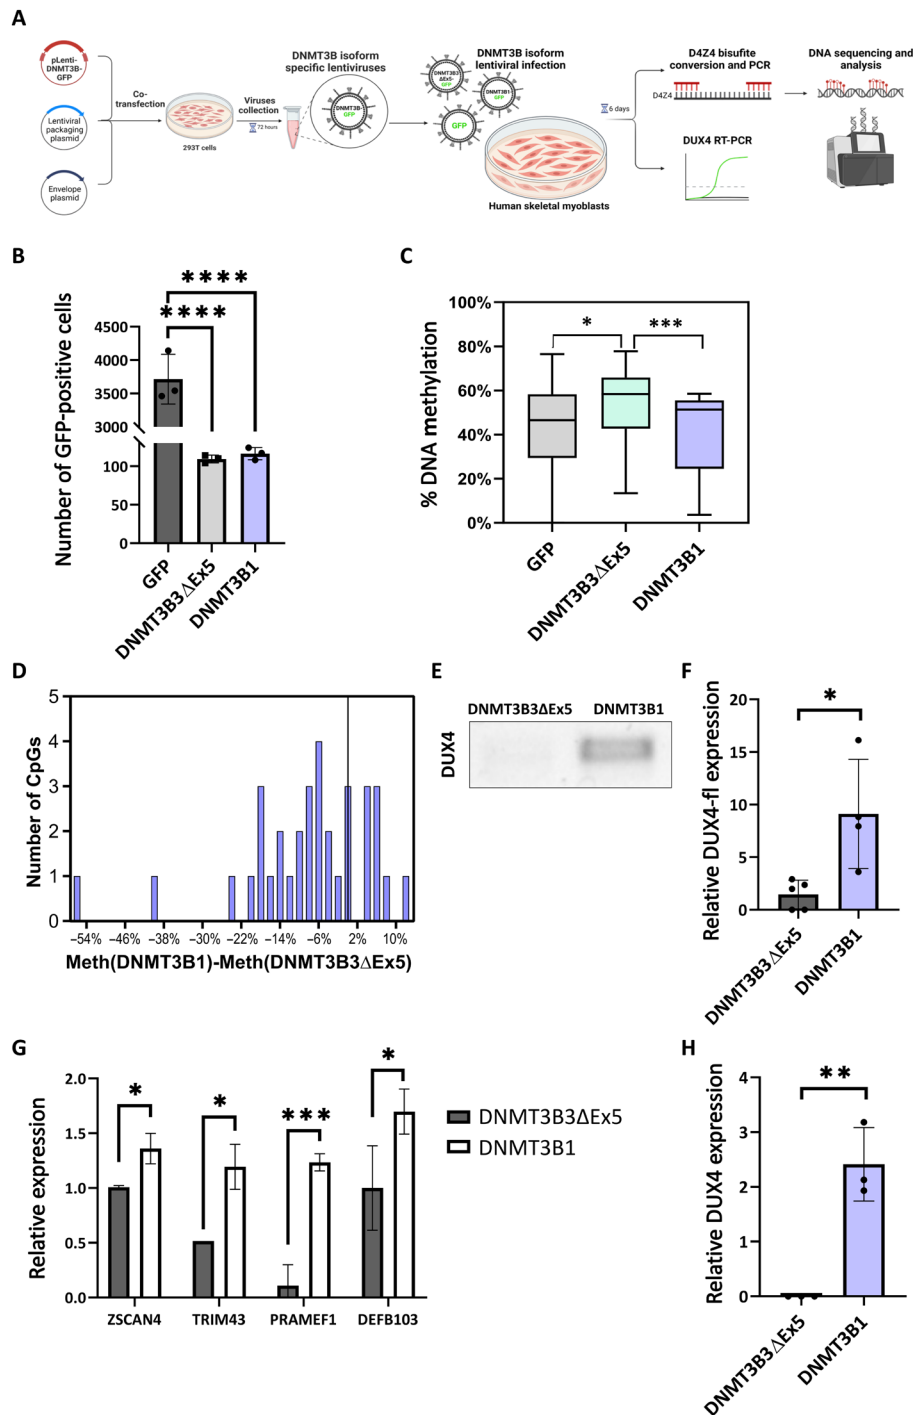 A
pLenti-
DNMT3B-
GFP
Lentiviral
packaging
plasmid
Envelope
plasmid
Co-
transfection
293T cells
Viruses
collection
72 hours
DNMT3B isoform
specific lentiviruses
DNMT3B-
GFP
DNMT3B isoform
lentiviral infection
DNMT3B3
ΔEx5-
GFP
DNMT3B1-
GFP
GFP
Human skeletal myoblasts
6 days
D4Z4 bisulfite
conversion and PCR
D4Z4
DUX4 RT-PCR
DNA sequencing and
analysis
B
Number of GFP-positive cells
4500
4000
3500
3000
100
50
0
****
****
GFP
DNMT3B3ΔEx5
DNMT3B1
C
% DNA methylation
100%
80%
60%
40%
20%
0%
*
***
GFP
DNMT3B3ΔEx5
DNMT3B1
D
Number of CpGs
5
4
3
2
1
0
−54% −46% −38% −30% −22% −14% −6% 2% 10%
Meth(DNMT3B1)-Meth(DNMT3B3ΔEx5)
E
DNMT3B3ΔEx5 DNMT3B1
DUX4
F
Relative DUX4-fl expression
20
15
10
5
0
*
DNMT3B3ΔEx5
DNMT3B1
G
Relative expression
2.0
1.5
1.0
0.5
0.0
*
*
***
*
ZSCAN4 TRIM43 PRAMEF1 DEFB103
DNMT3B3ΔEx5
DNMT3B1
H
Relative DUX4 expression
4
3
2
1
0
**
DNMT3B3ΔEx5
DNMT3B1